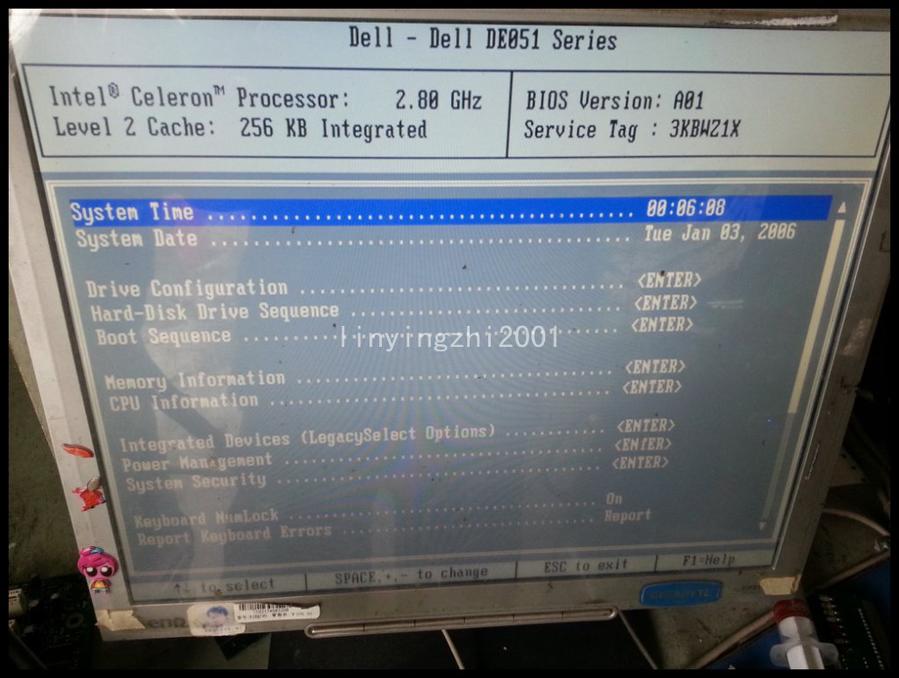 Dell - Dell DE051 Series
Intel® Celeron™ Processor: 2.80 GHz
Level 2 Cache: 256 KB Integrated
BIOS Version: A01
Service Tag : 3KBWZ1X
System Time ........................................ 00:06:08
System Date ........................................ Tue Jan 03, 2006
Drive Configuration .............................. <ENTER>
Hard-Disk Drive Sequence ......................... <ENTER>
Boot Sequence .................................... <ENTER>
linyingzhi2001
Memory Information ............................... <ENTER>
CPU Information .................................. <ENTER>
Integrated Devices (LegacySelect Options) .......... <ENTER>
Power Management ................................. <ENTER>
System Security .................................. <ENTER>
Keyboard NumLock ................................. On
Report Keyboard Errors ........................... Report
↑↓ to select
SPACE,+,- to change
ESC to exit
F1=Help